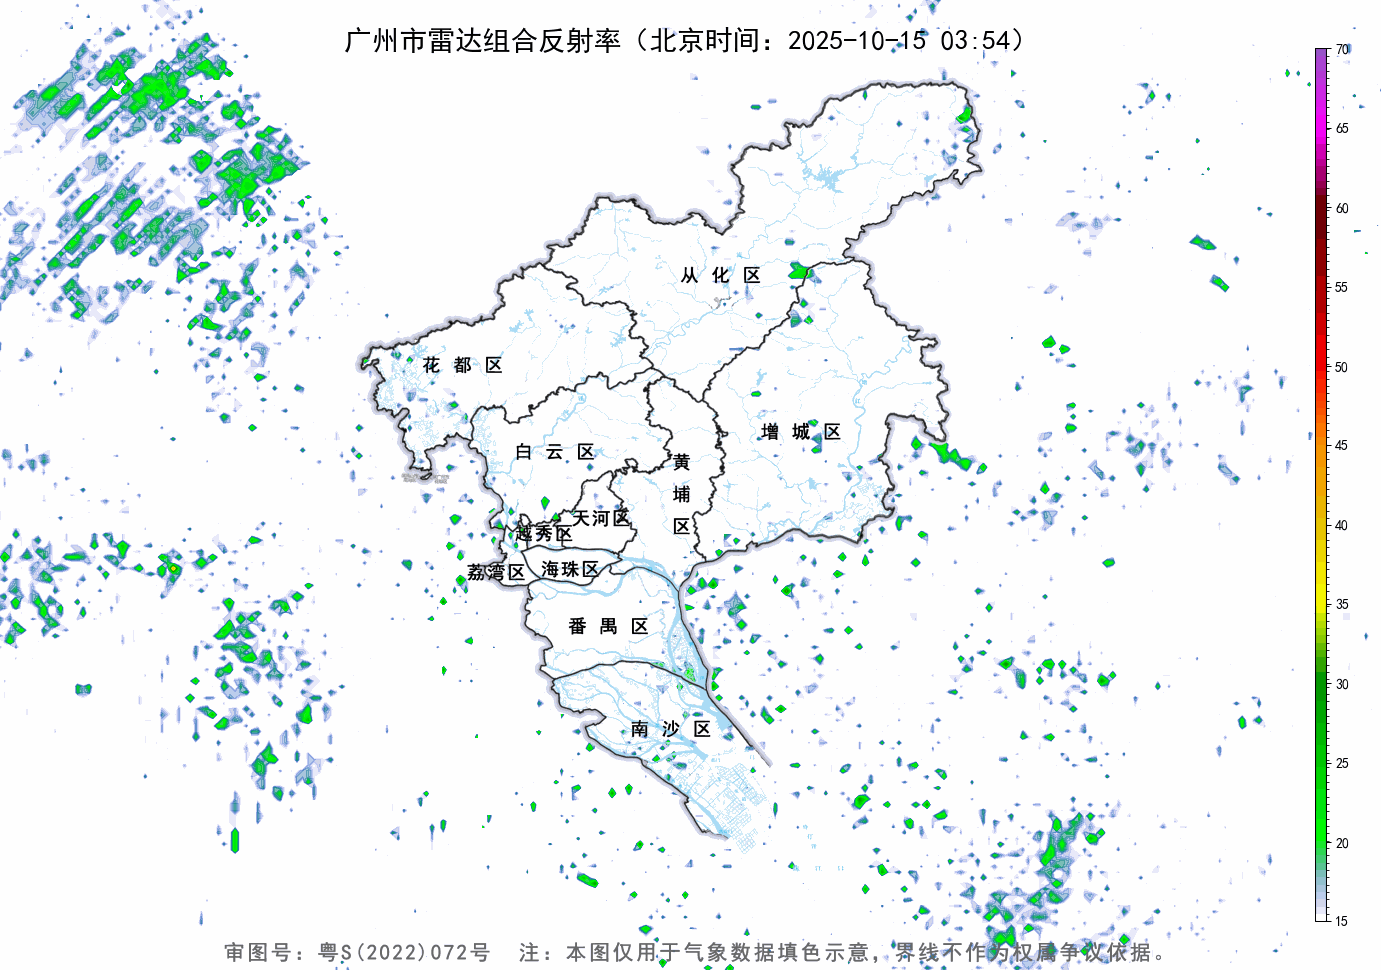 广州市雷达组合反射率（北京时间：2025-10-15 03:54）
70
65
60
55
50
45
40
35
30
25
20
15
从化区
花都区
增城区
白云区
黄埔区
天河区
越秀区
荔湾区
海珠区
番禺区
南沙区
审图号：粤S(2022)072号 注：本图仅用于气象数据填色示意，界线不作为权属争议依据。